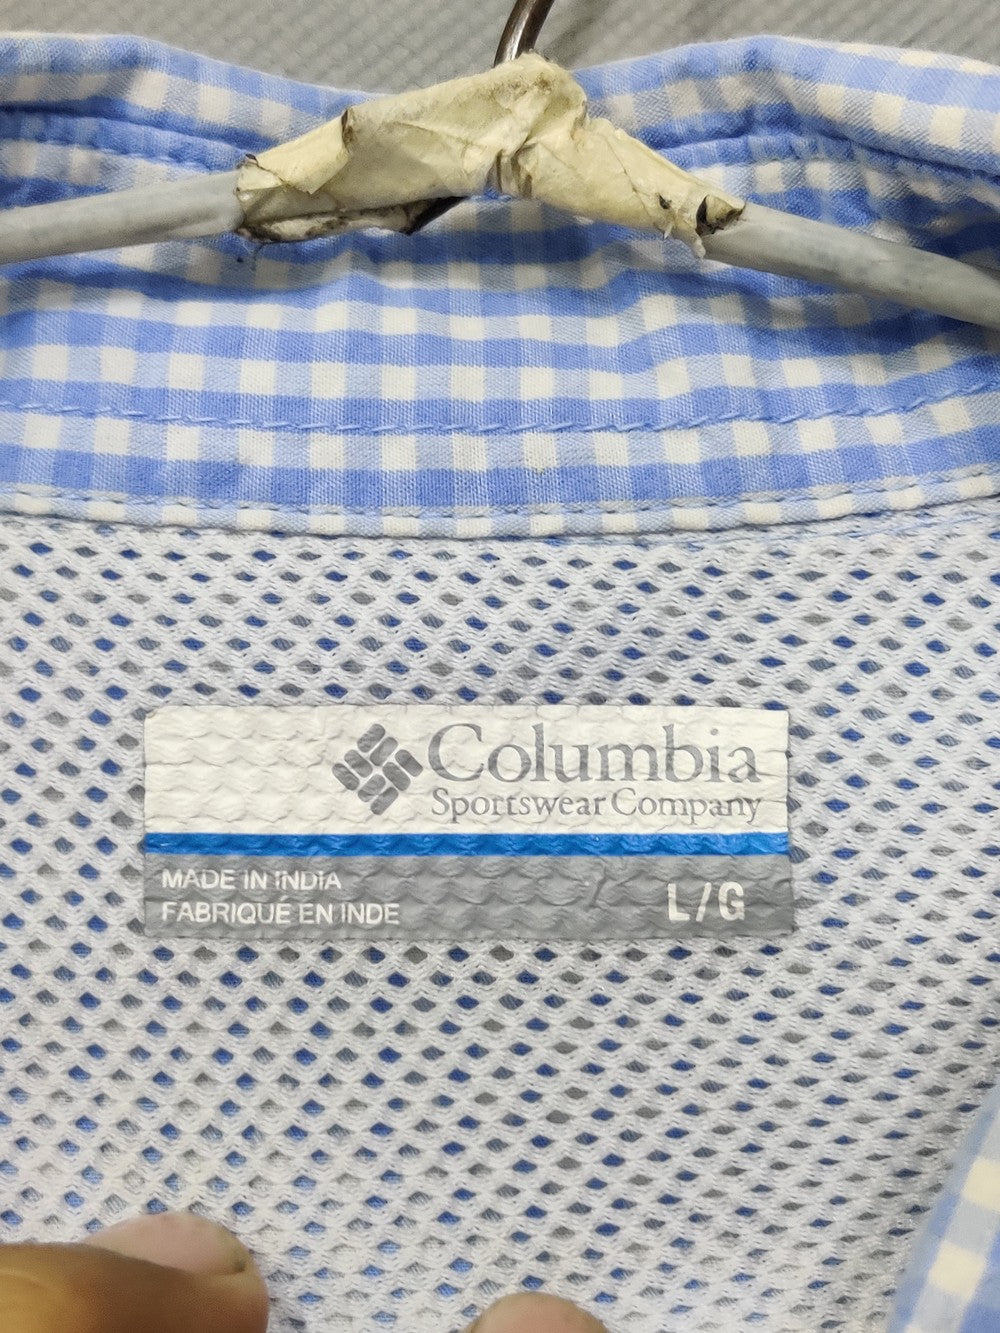 Columbia
Sportswear Company
MADE IN INDIA
FABRIQUÉ EN INDE
L/G